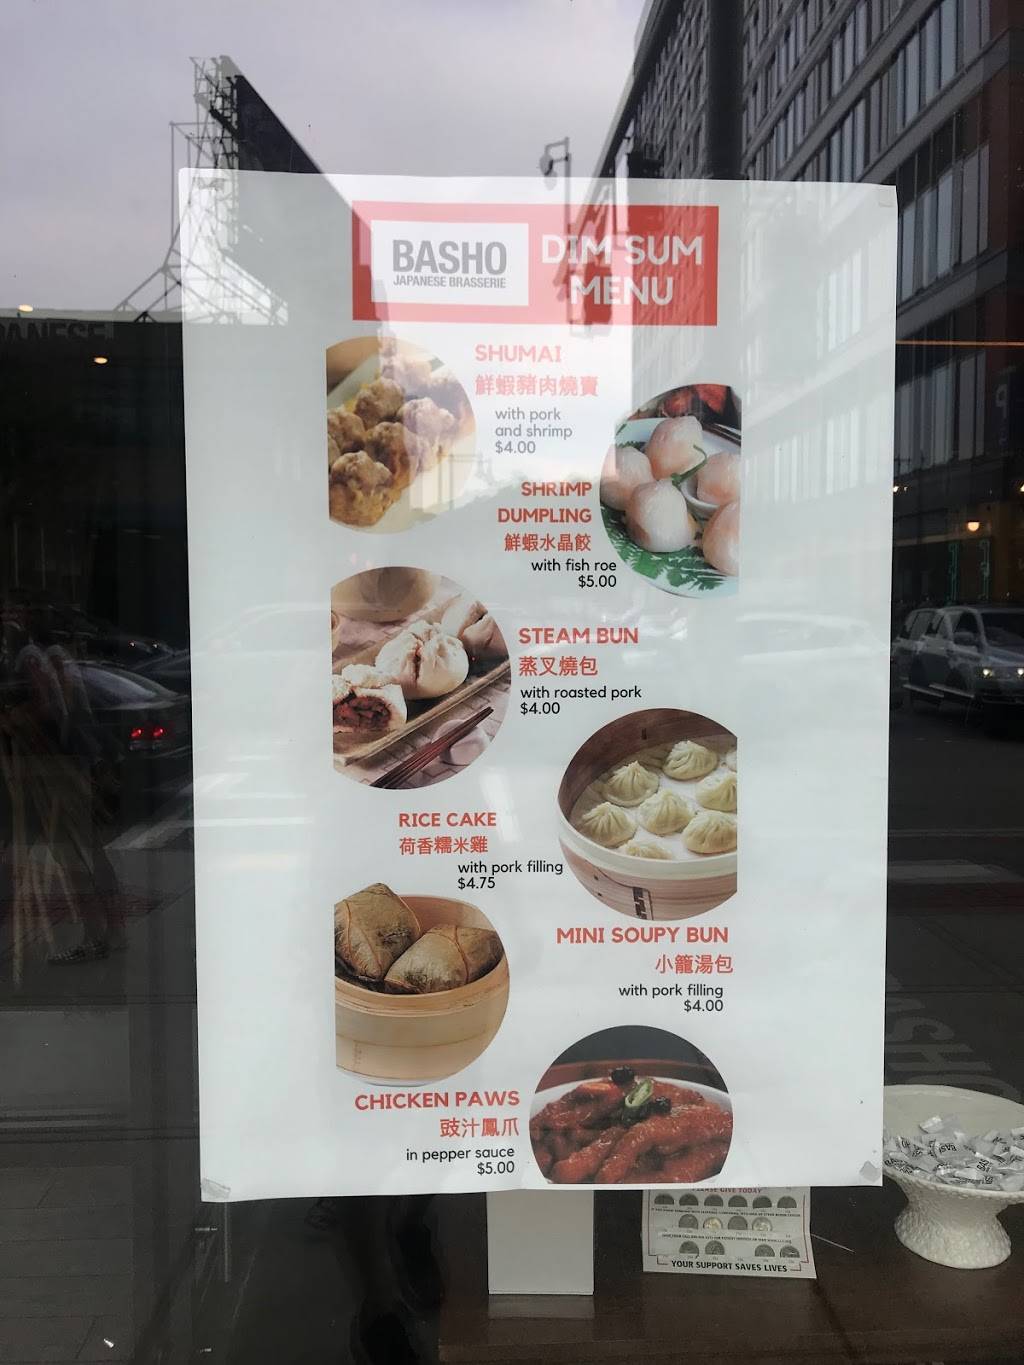 BASHO
JAPANESE BRASSERIE
DIM SUM
MENU
SHUMAI
鮮蝦豬肉燒賣
with pork
and shrimp
$4.00
SHRIMP
DUMPLING
鮮蝦水晶餃
with fish roe
$5.00
STEAM BUN
蒸叉燒包
with roasted pork
$4.00
RICE CAKE
荷香糯米雞
with pork filling
$4.75
MINI SOUPY BUN
小籠湯包
with pork filling
$4.00
CHICKEN PAWS
豉汁鳳爪
in pepper sauce
$5.00
PLEASE GIVE TODAY
YOUR SUPPORT SAVES LIVES
BASHO